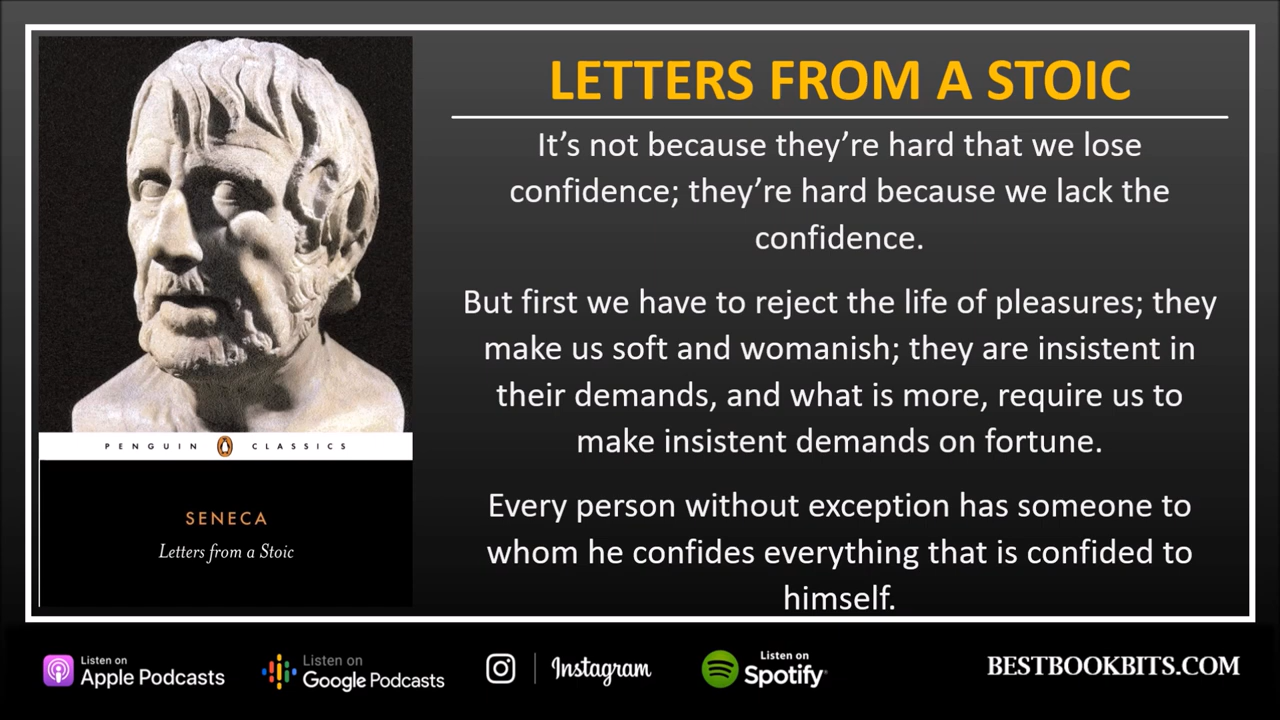 LETTERS FROM A STOIC
It’s not because they’re hard that we lose
confidence; they’re hard because we lack the
confidence.
But first we have to reject the life of pleasures; they
make us soft and womanish; they are insistent in
their demands, and what is more, require us to
make insistent demands on fortune.
Every person without exception has someone to
whom he confides everything that is confided to
himself.
PENGUIN CLASSICS
SENECA
Letters from a Stoic
Listen on
Apple Podcasts
Listen on
Google Podcasts
Instagram
Listen on
Spotify
BESTBOOKBITS.COM